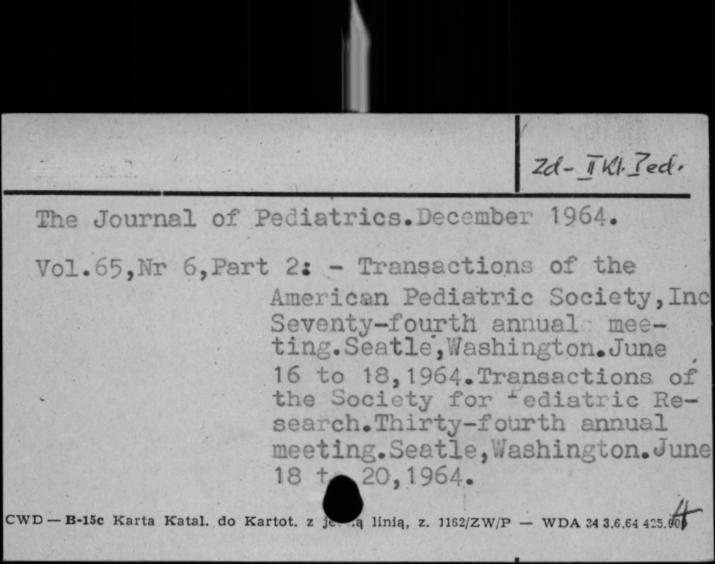 Zd- II Kl. Ped.
The Journal of Pediatrics.December 1964.
Vol.65,Nr 6,Part 2: - Transactions of the
American Pediatric Society,Inc
Seventy-fourth annual mee-
ting.Seatle,Washington.June
16 to 18,1964.Transactions of
the Society for Pediatric Re-
search.Thirty-fourth annual
meeting.Seatle,Washington.June
18 t 20,1964.
CWD — B-15c Karta Katal. do Kartot. z linią, z. 1162/ZW/P — WDA 34 3.6.64 425.000